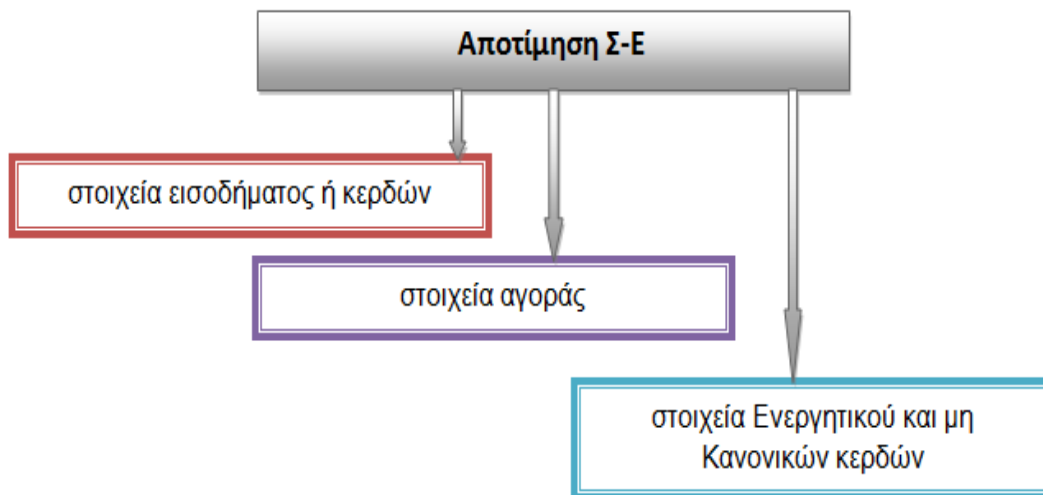 Αποτίμηση Σ-Ε
στοιχεία εισοδήματος ή κερδών
στοιχεία αγοράς
στοιχεία Ενεργητικού και μη
Κανονικών κερδών